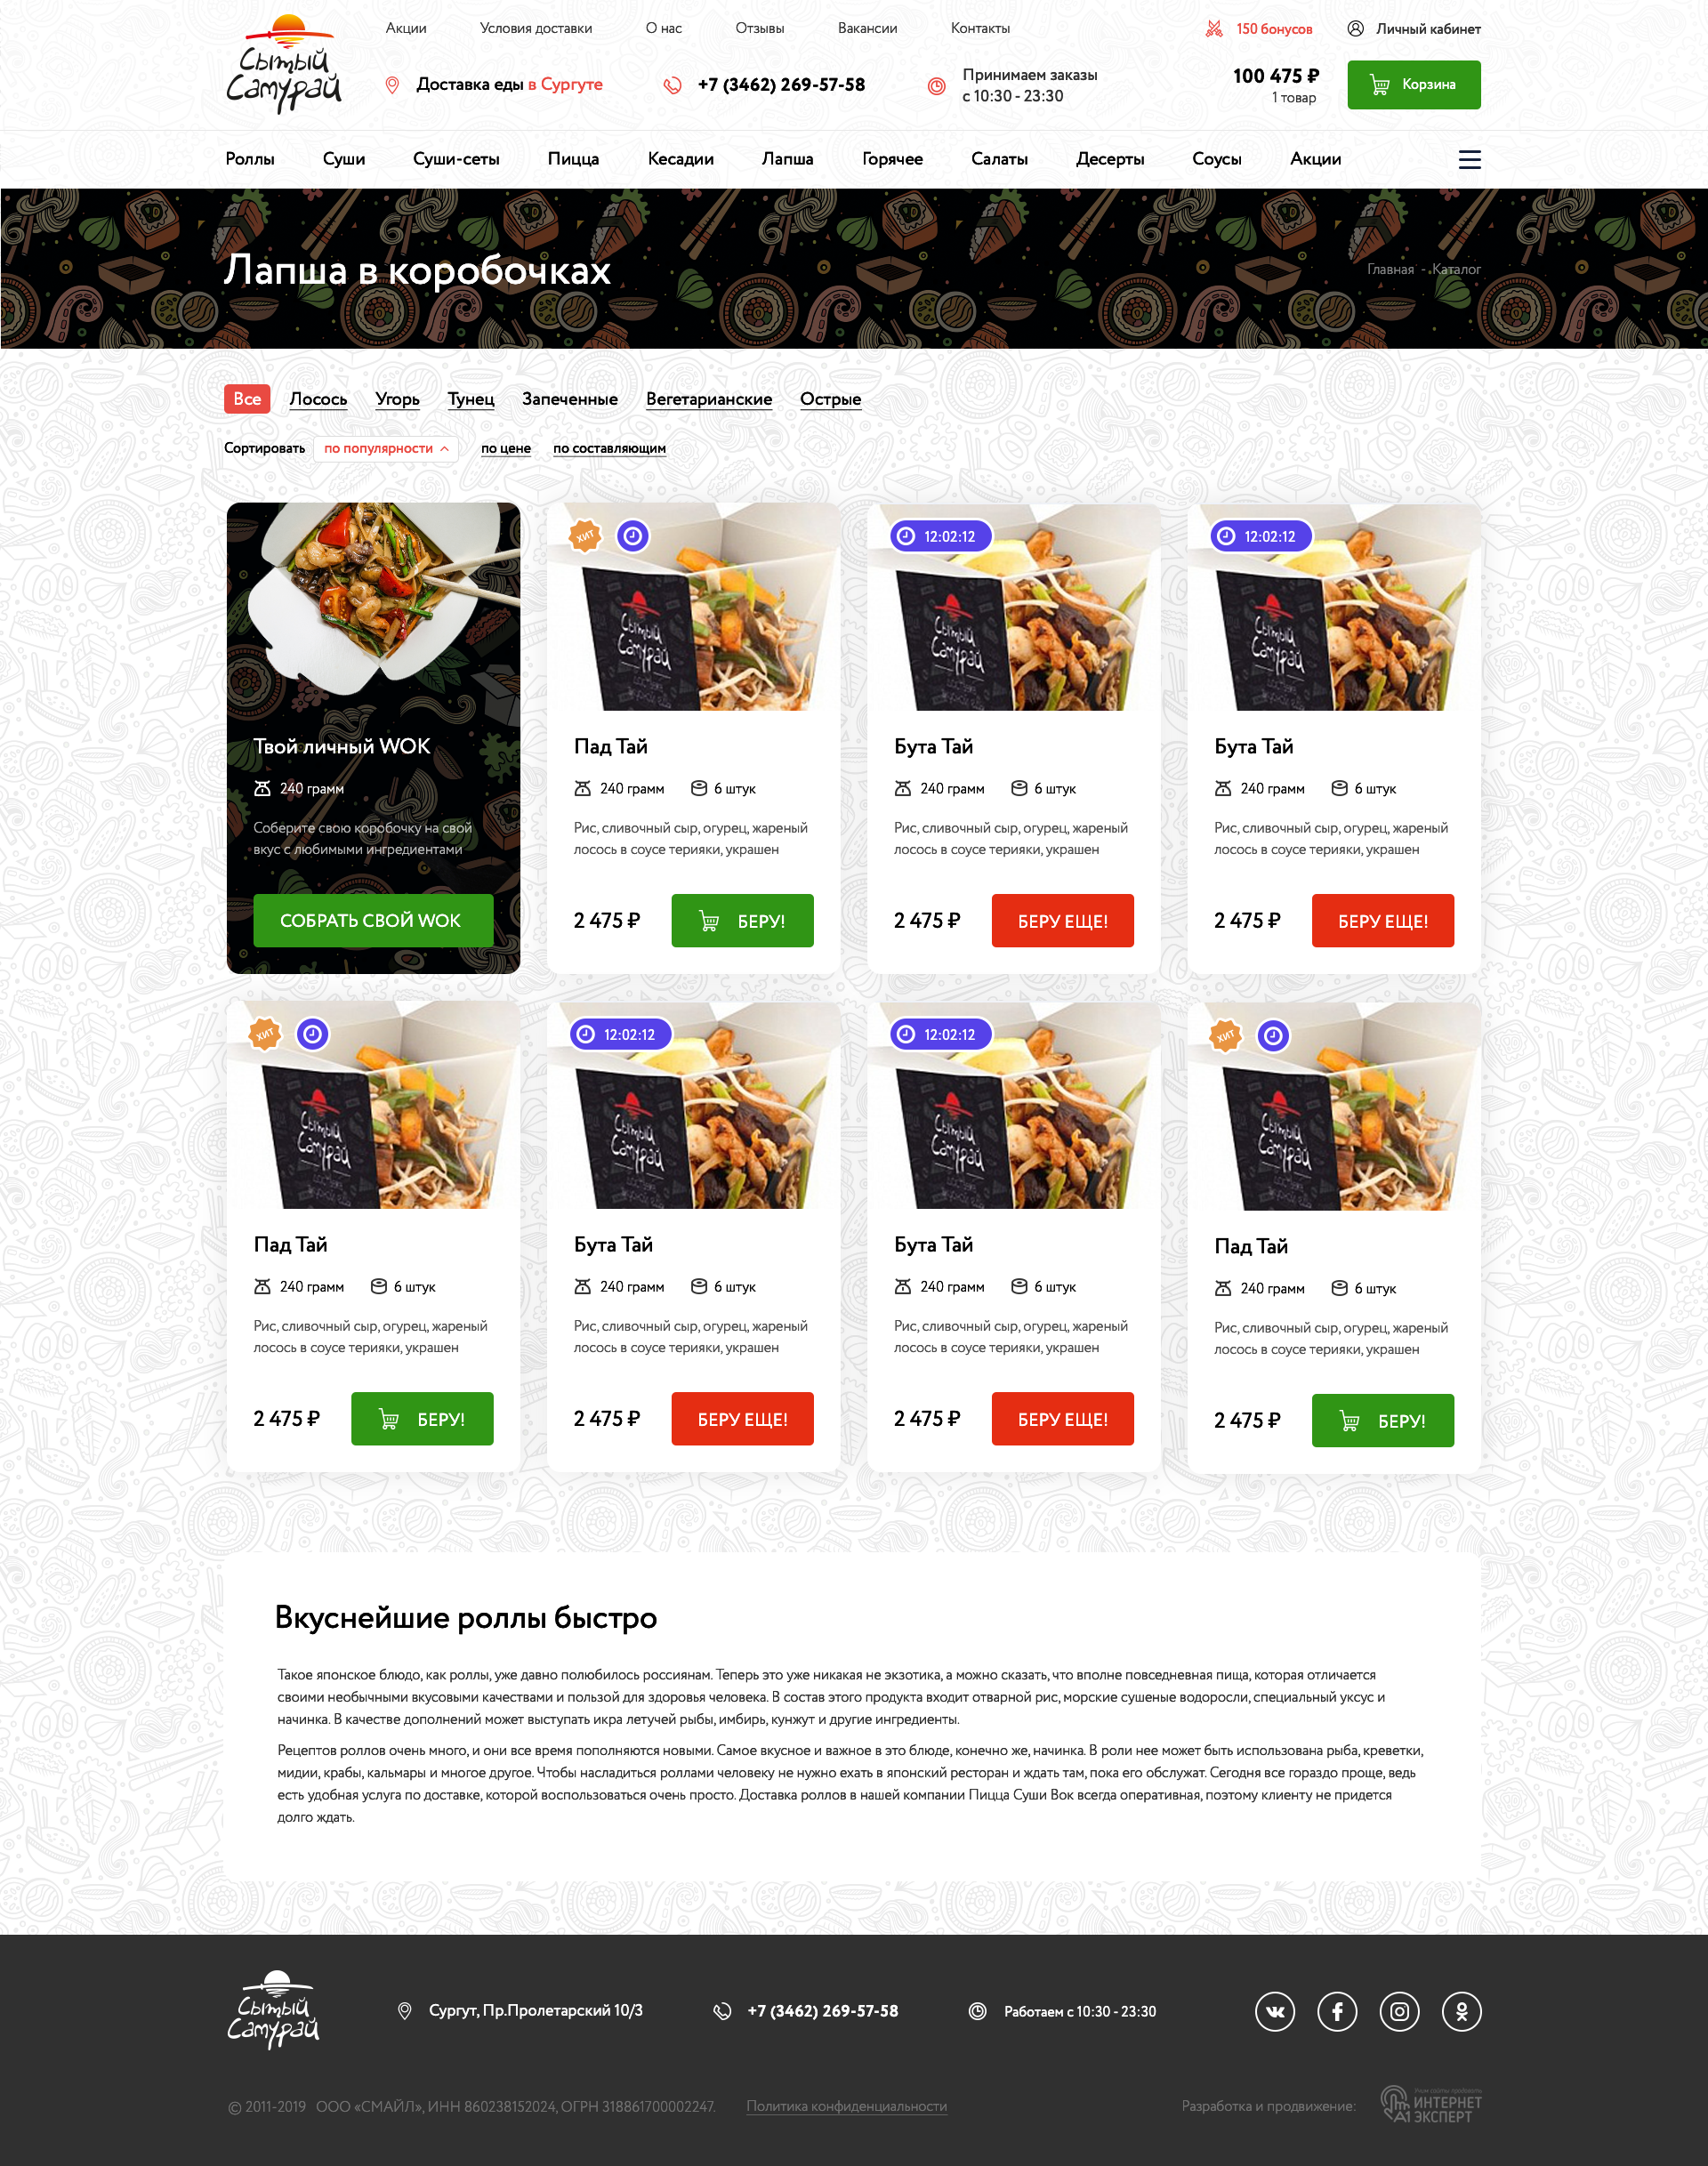 Сытый
Самурай
Акции Условия доставки О нас Отзывы Вакансии Контакты 150 бонусов Личный кабинет
Доставка еды в Сургуте +7 (3462) 269-57-58 Принимаем заказы
с 10:30 - 23:30
100 475 ₽
1 товар
Корзина
Роллы Суши Суши-сеты Пицца Кесадии Лапша Горячее Салаты Десерты Соусы Акции
Лапша в коробочках
Главная - Каталог
Все Лосось Угорь Тунец Запеченные Вегетарианские Острые
Сортировать по популярности по цене по составляющим
Твой личный WOK
240 грамм
Соберите свою коробочку на свой
вкус с любимыми ингредиентами
СОБРАТЬ СВОЙ WOK
ХИТ
Сытый
Самурай
Пад Тай
240 грамм 6 штук
Рис, сливочный сыр, огурец, жареный
лосось в соусе терияки, украшен
2 475 ₽ БЕРУ!
12:02:12
Сытый
Самурай
Бута Тай
240 грамм 6 штук
Рис, сливочный сыр, огурец, жареный
лосось в соусе терияки, украшен
2 475 ₽ БЕРУ ЕЩЕ!
12:02:12
Сытый
Самурай
Бута Тай
240 грамм 6 штук
Рис, сливочный сыр, огурец, жареный
лосось в соусе терияки, украшен
2 475 ₽ БЕРУ ЕЩЕ!
ХИТ
Сытый
Самурай
Пад Тай
240 грамм 6 штук
Рис, сливочный сыр, огурец, жареный
лосось в соусе терияки, украшен
2 475 ₽ БЕРУ!
12:02:12
Сытый
Самурай
Бута Тай
240 грамм 6 штук
Рис, сливочный сыр, огурец, жареный
лосось в соусе терияки, украшен
2 475 ₽ БЕРУ ЕЩЕ!
12:02:12
Сытый
Самурай
Бута Тай
240 грамм 6 штук
Рис, сливочный сыр, огурец, жареный
лосось в соусе терияки, украшен
2 475 ₽ БЕРУ ЕЩЕ!
ХИТ
Сытый
Самурай
Пад Тай
240 грамм 6 штук
Рис, сливочный сыр, огурец, жареный
лосось в соусе терияки, украшен
2 475 ₽ БЕРУ!
Вкуснейшие роллы быстро
Такое японское блюдо, как роллы, уже давно полюбилось россиянам. Теперь это уже никакая не экзотика, а можно сказать, что вполне повседневная пища, которая отличается
своими необычными вкусовыми качествами и пользой для здоровья человека. В состав этого продукта входит отварной рис, морские сушеные водоросли, специальный уксус и
начинка. В качестве дополнений может выступать икра летучей рыбы, имбирь, кунжут и другие ингредиенты.
Рецептов роллов очень много, и они все время пополняются новыми. Самое вкусное и важное в это блюде, конечно же, начинка. В роли нее может быть использована рыба, креветки,
мидии, крабы, кальмары и многое другое. Чтобы насладиться роллами человеку не нужно ехать в японский ресторан и ждать там, пока его обслужат. Сегодня все гораздо проще, ведь
есть удобная услуга по доставке, которой воспользоваться очень просто. Доставка роллов в нашей компании Пицца Суши Вок всегда оперативная, поэтому клиенту не придется
долго ждать.
Сытый
Самурай
Сургут, Пр.Пролетарский 10/3 +7 (3462) 269-57-58 Работаем с 10:30 - 23:30
© 2011-2019 ООО «СМАЙЛ», ИНН 860238152024, ОГРН 318861700002247. Политика конфиденциальности Разработка и продвижение:
А1 ИНТЕРНЕТ
ЭКСПЕРТ